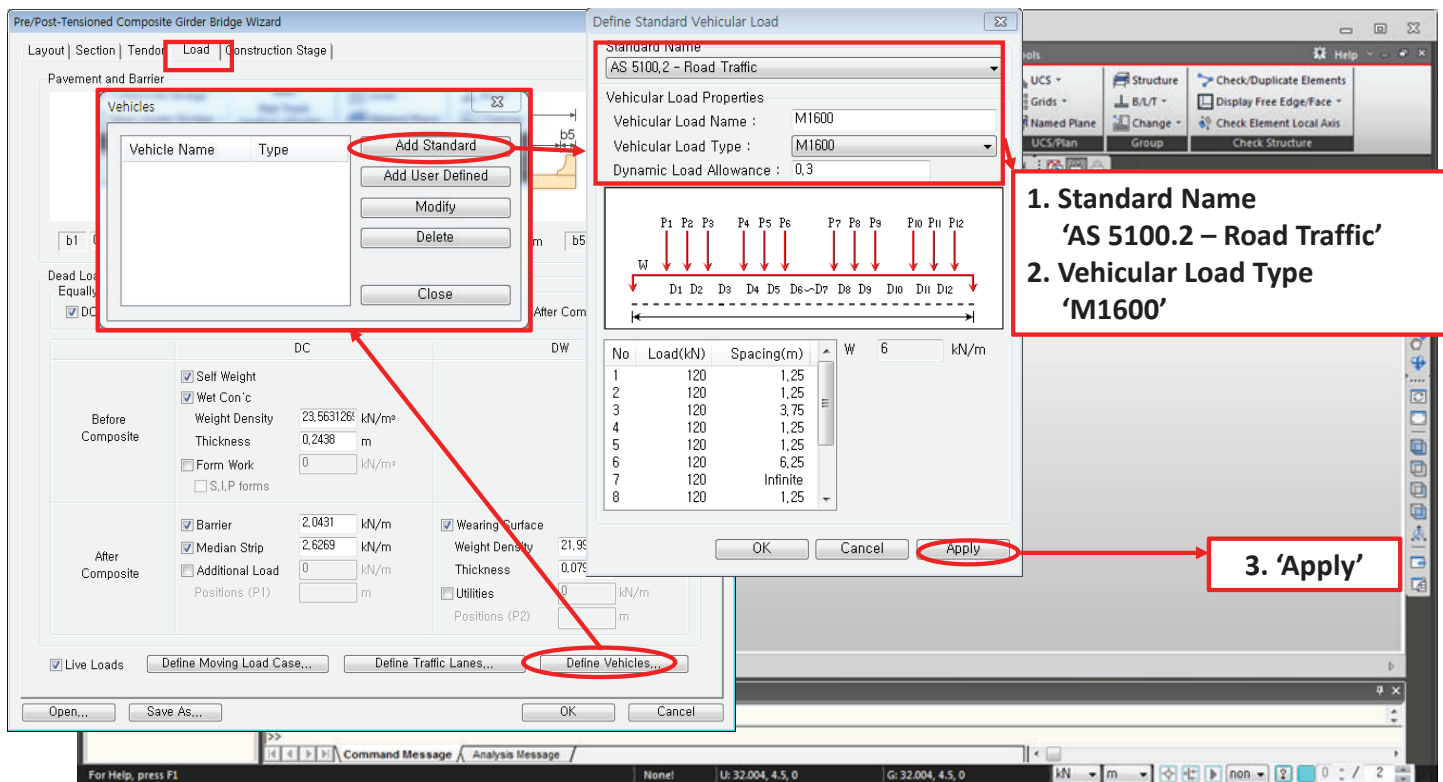 Pre/Post-Tensioned Composite Girder Bridge Wizard
Layout | Section | Tendon Load Construction Stage |
Pavement and Barrier
Vehicles
Vehicle Name Type
Add Standard
Add User Defined
Modify
Delete
Close
b5
b1
m b5
Dead Loa
Equally
DC
After Com
DC DW
Before
Composite
Self Weight
Wet Con'c
Weight Density 23,5631265 kN/m³
Thickness 0,2438 m
Form Work 0 kN/m²
S,I,P forms
After
Composite
Barrier 2,0431 kN/m
Median Strip 2,6269 kN/m
Additional Load 0 kN/m
Positions (P1) m
Wearing Surface
Weight Density 21,99
Thickness 0,079
Utilities 0 kN/m
Positions (P2) m
Live Loads Define Moving Load Case... Define Traffic Lanes... Define Vehicles...
Open... Save As... OK Cancel
Define Standard Vehicular Load
Standard Name
AS 5100,2 - Road Traffic
Vehicular Load Properties
Vehicular Load Name : M1600
Vehicular Load Type : M1600
Dynamic Load Allowance : 0,3
P1 P2 P3 P4 P5 P6 P7 P8 P9 P10 P11 P12
W
D1 D2 D3 D4 D5 D6~D7 D8 D9 D10 D11 D12
No Load(kN) Spacing(m) W 6 kN/m
1 120 1,25
2 120 1,25
3 120 3,75
4 120 1,25
5 120 1,25
6 120 6,25
7 120 Infinite
8 120 1,25
OK Cancel Apply
ols Help
UCS Structure Check/Duplicate Elements
Grids B/L/T Display Free Edge/Face
Named Plane Change Check Element Local Axis
UCS/Plan Group Check Structure
1. Standard Name
‘AS 5100.2 – Road Traffic’
2. Vehicular Load Type
‘M1600’
3. ‘Apply’
>>
Command Message Analysis Message
For Help, press F1 None! U: 32.004, 4.5, 0 G: 32.004, 4.5, 0 kN m non 0 : / 2